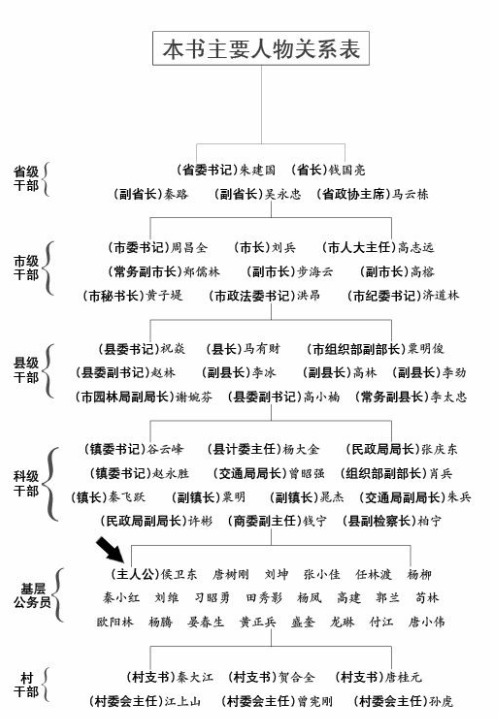 本书主要人物关系表
省级干部
(省委书记)朱建国 (省长)钱国亮
(副省长)秦路 (副省长)吴永忠 (省政协主席)马云栋
市级干部
(市委书记)周昌全 (市长)刘兵 (市人大主任)高志远
(常务副市长)郑儒林 (副市长)步海云 (副市长)高榕
(市秘书长)黄子堤 (市政法委书记)洪昂 (市纪委书记)济道林
县级干部
(县委书记)祝焱 (县长)马有财 (市组织部副部长)粟明俊
(县委副书记)赵林 (副县长)李冰 (副县长)高林 (副县长)李劲
(市园林局副局长)谢婉芬 (县委副书记)高小楠 (常务副县长)李太忠
科级干部
(镇委书记)谷云峰 (县计委主任)杨大金 (民政局局长)张庆东
(镇委书记)赵永胜 (交通局局长)曾昭强 (组织部副部长)肖兵
(镇长)秦飞跃 (副镇长)粟明 (副镇长)晁杰 (交通局副局长)朱兵
(民政局副局长)许彬 (商委副主任)钱宁 (县副检察长)柏宁
基层公务员
(主人公)侯卫东 唐树刚 刘坤 张小佳 任林渡 杨柳
秦小红 刘维 习昭勇 田秀影 杨凤 高建 郭兰 苟林
欧阳林 杨腾 晏春生 黄正兵 盛奎 龙琳 付江 唐小伟
村干部
(村支书)秦大江 (村支书)贺合全 (村支书)唐桂元
(村委会主任)江上山 (村委会主任)曾宪刚 (村委会主任)孙虎